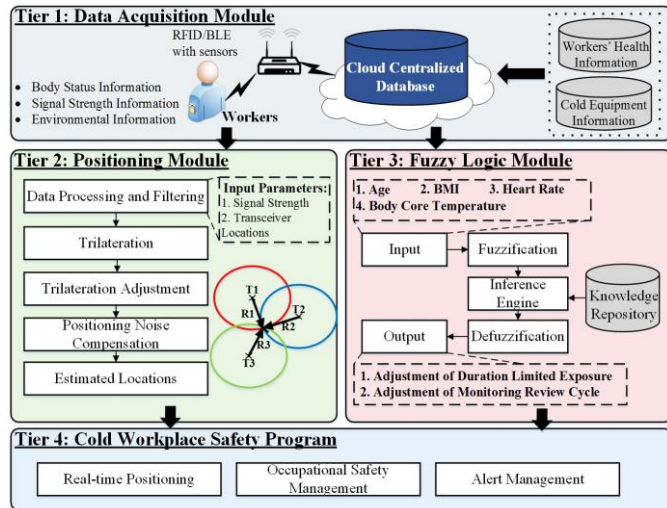 Tier 1: Data Acquisition Module
RFID/BLE
with sensors
• Body Status Information
• Signal Strength Information
• Environmental Information
Workers
Cloud Centralized
Database
Workers' Health
Information
Cold Equipment
Information
Tier 2: Positioning Module
Data Processing and Filtering
Input Parameters:
1. Signal Strength
2. Transceiver
Locations
Trilateration
Trilateration Adjustment
Positioning Noise
Compensation
Estimated Locations
T1
R1
T2
R2
R3
T3
Tier 3: Fuzzy Logic Module
1. Age 2. BMI 3. Heart Rate
4. Body Core Temperature
Input
Fuzzification
Inference
Engine
Knowledge
Repository
Output
Defuzzification
1. Adjustment of Duration Limited Exposure
2. Adjustment of Monitoring Review Cycle
Tier 4: Cold Workplace Safety Program
Real-time Positioning
Occupational Safety
Management
Alert Management